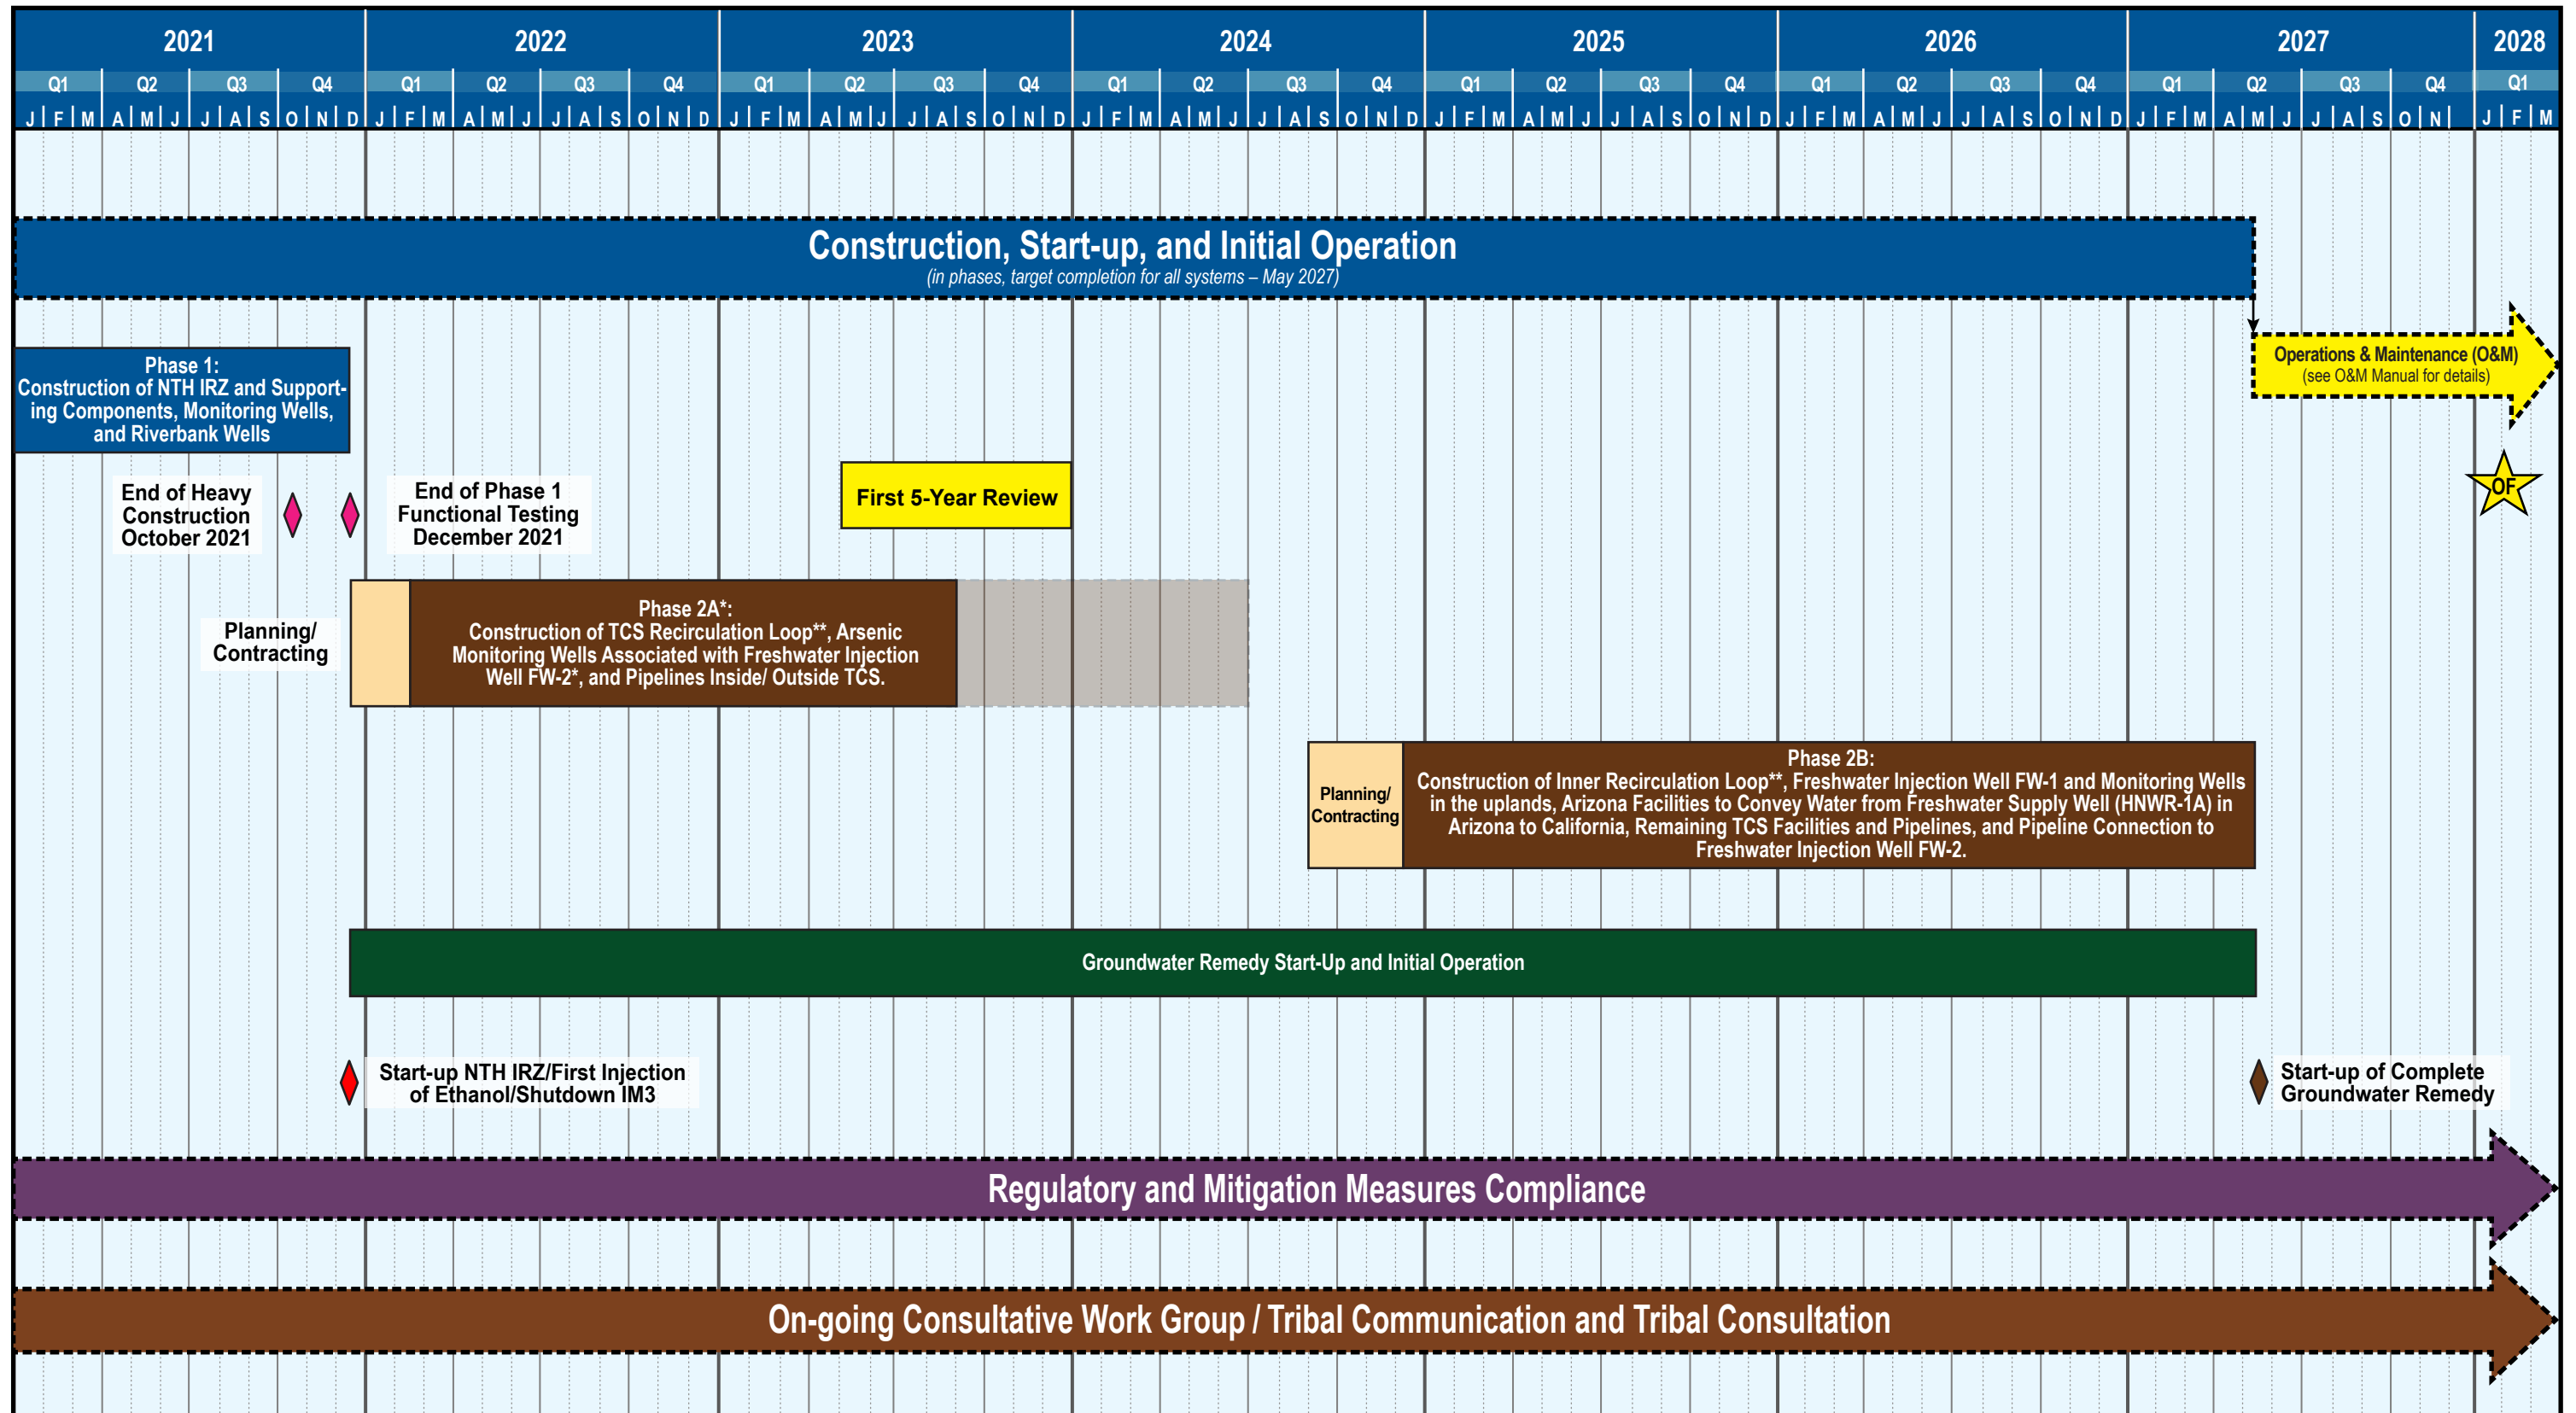 2021 2022 2023 2024 2025 2026 2027 2028
Q1 Q2 Q3 Q4 Q1 Q2 Q3 Q4 Q1 Q2 Q3 Q4 Q1 Q2 Q3 Q4 Q1 Q2 Q3 Q4 Q1 Q2 Q3 Q4 Q1 Q2 Q3 Q4 Q1
J F M A M J J A S O N D J F M A M J J A S O N D J F M A M J J A S O N D J F M A M J J A S O N D J F M A M J J A S O N D J F M A M J J A S O N D J F M A M J J A S O N J F M
Construction, Start-up, and Initial Operation
(in phases, target completion for all systems – May 2027)
Phase 1:
Construction of NTH IRZ and Support-
ing Components, Monitoring Wells,
and Riverbank Wells
Operations & Maintenance (O&M)
(see O&M Manual for details)
End of Heavy
Construction
October 2021
End of Phase 1
Functional Testing
December 2021
First 5-Year Review
OF
Planning/
Contracting
Phase 2A*:
Construction of TCS Recirculation Loop**, Arsenic
Monitoring Wells Associated with Freshwater Injection
Well FW-2*, and Pipelines Inside/ Outside TCS.
Planning/
Contracting
Phase 2B:
Construction of Inner Recirculation Loop**, Freshwater Injection Well FW-1 and Monitoring Wells
in the uplands, Arizona Facilities to Convey Water from Freshwater Supply Well (HNWR-1A) in
Arizona to California, Remaining TCS Facilities and Pipelines, and Pipeline Connection to
Freshwater Injection Well FW-2.
Groundwater Remedy Start-Up and Initial Operation
Start-up NTH IRZ/First Injection
of Ethanol/Shutdown IM3
Start-up of Complete
Groundwater Remedy
Regulatory and Mitigation Measures Compliance
On-going Consultative Work Group / Tribal Communication and Tribal Consultation